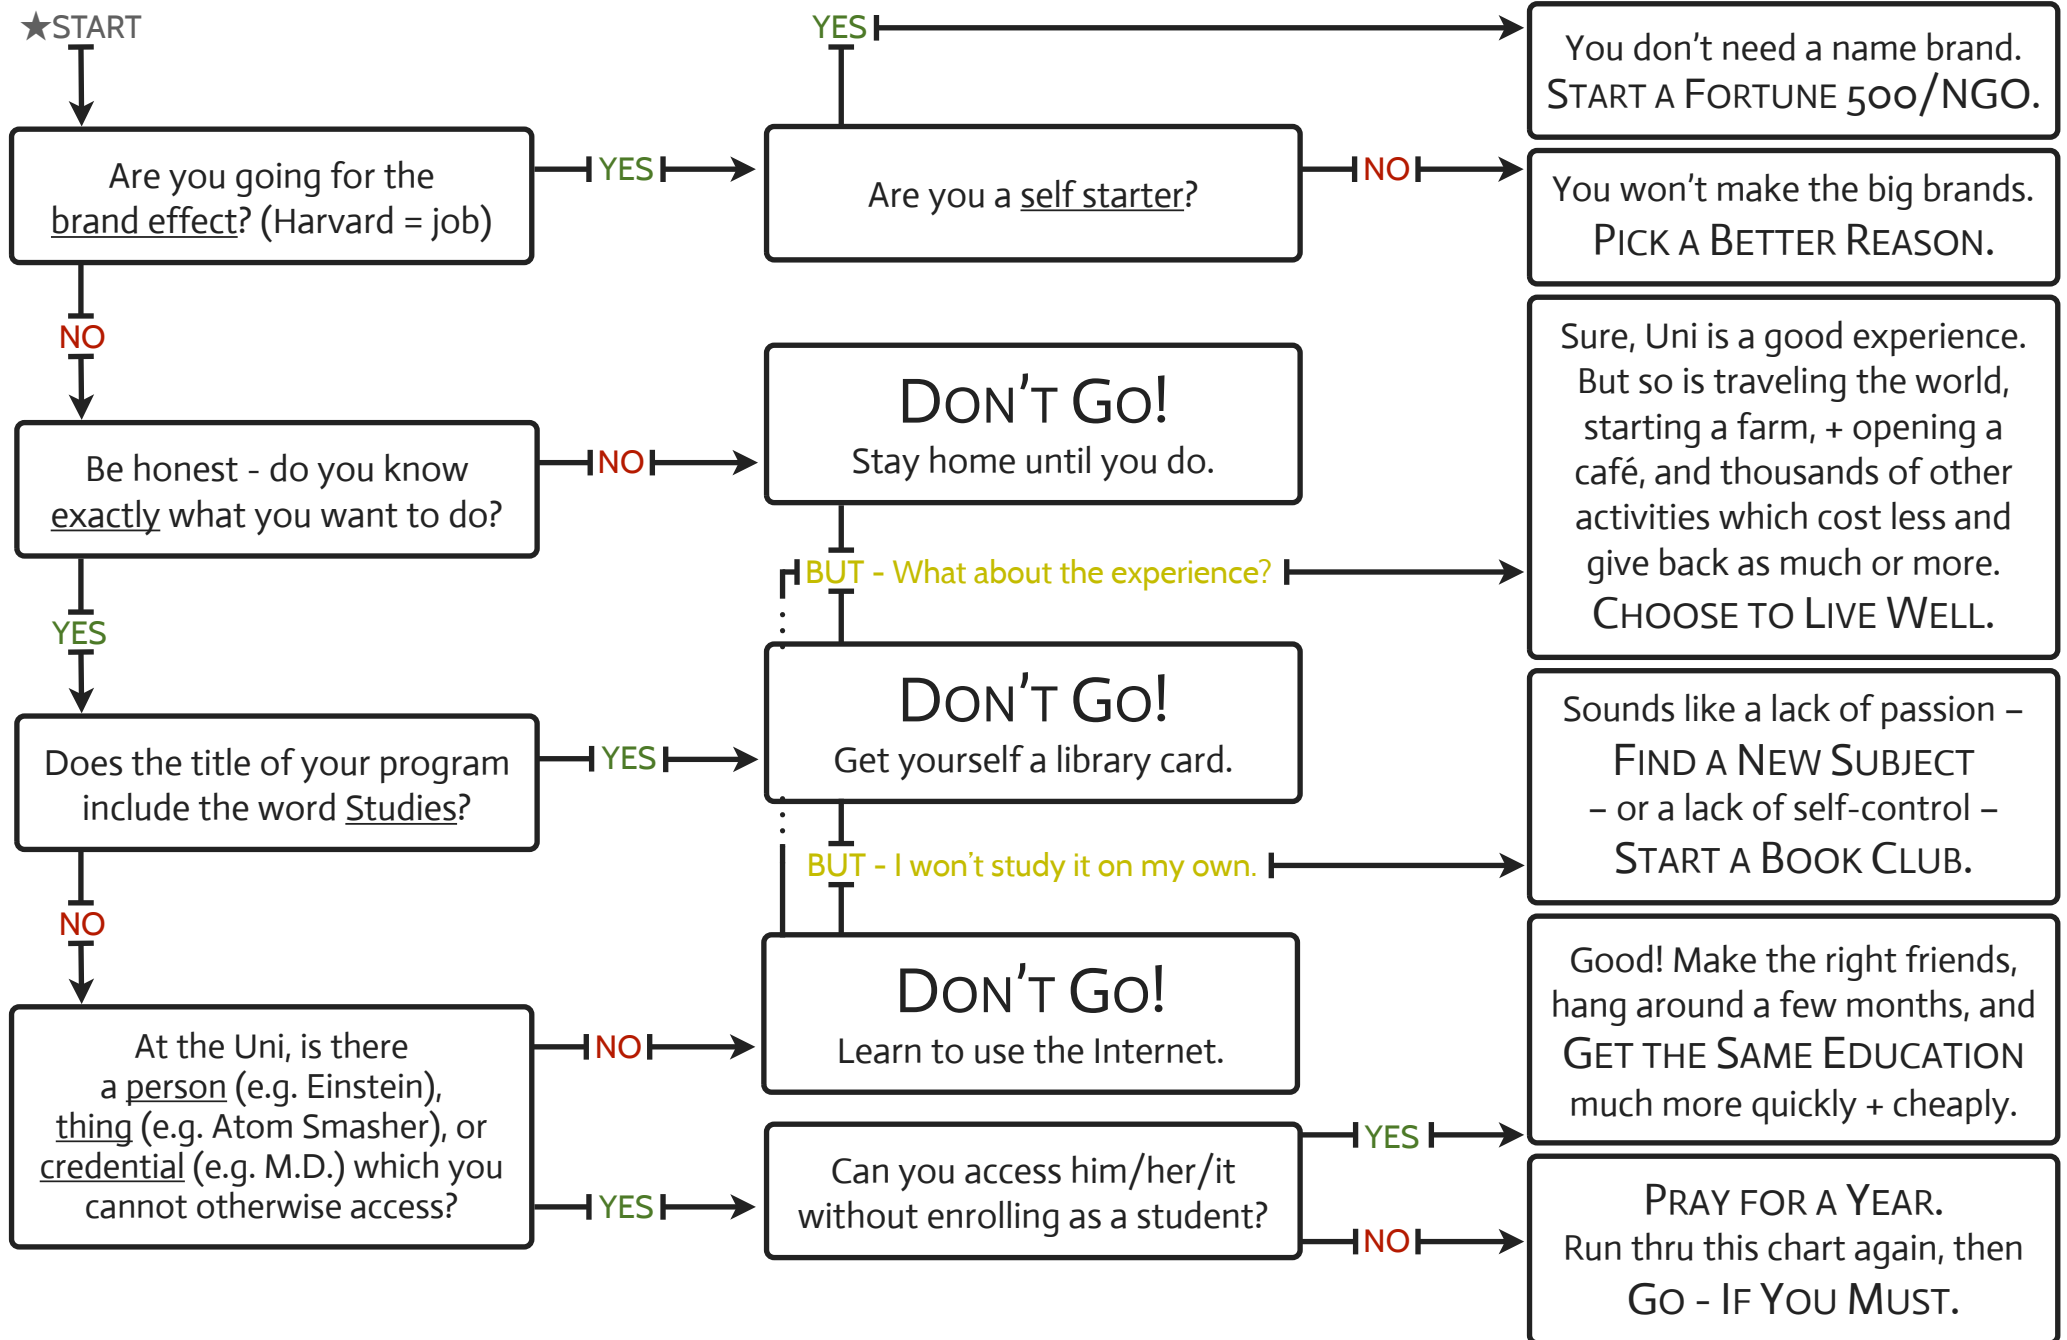 ★START
YES
You don't need a name brand.
START A FORTUNE 500/NGO.
Are you going for the
brand effect? (Harvard = job)
YES
Are you a self starter?
NO
You won't make the big brands.
PICK A BETTER REASON.
NO
Be honest - do you know
exactly what you want to do?
NO
DON'T GO!
Stay home until you do.
BUT - What about the experience?
Sure, Uni is a good experience.
But so is traveling the world,
starting a farm, + opening a
café, and thousands of other
activities which cost less and
give back as much or more.
CHOOSE TO LIVE WELL.
YES
Does the title of your program
include the word Studies?
YES
DON'T GO!
Get yourself a library card.
BUT - I won't study it on my own.
Sounds like a lack of passion –
FIND A NEW SUBJECT
– or a lack of self-control –
START A BOOK CLUB.
NO
At the Uni, is there
a person (e.g. Einstein),
thing (e.g. Atom Smasher), or
credential (e.g. M.D.) which you
cannot otherwise access?
NO
DON'T GO!
Learn to use the Internet.
YES
Can you access him/her/it
without enrolling as a student?
YES
Good! Make the right friends,
hang around a few months, and
GET THE SAME EDUCATION
much more quickly + cheaply.
NO
PRAY FOR A YEAR.
Run thru this chart again, then
GO - IF YOU MUST.